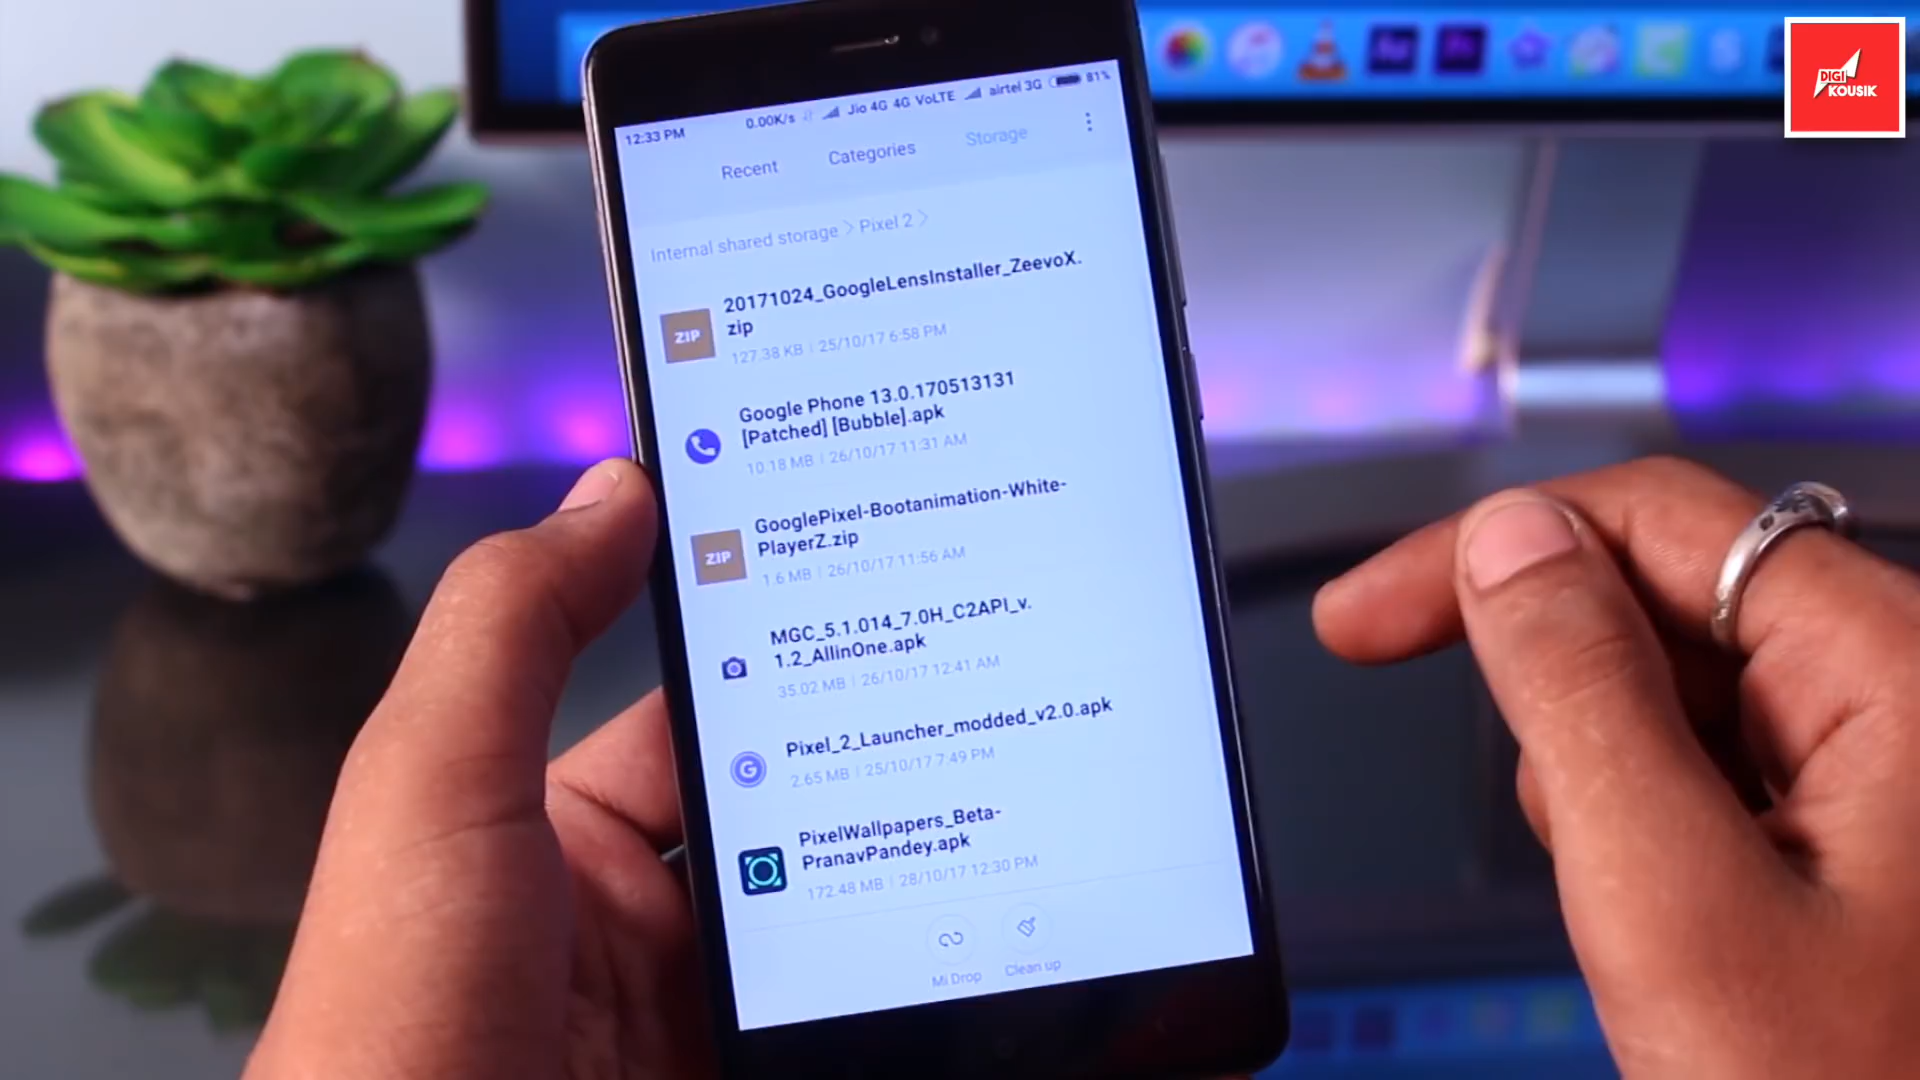 DIGI
KOUSIK
12:33 PM
0.00K/s
Jio 4G 4G VoLTE
airtel 3G
81%
Recent
Categories
Storage
Internal shared storage > Pixel 2 >
20171024_GoogleLensInstaller_ZeevoX.
zip
127.38 KB | 25/10/17 6:58 PM
ZIP
Google Phone 13.0.170513131
[Patched] [Bubble].apk
10.18 MB | 26/10/17 11:31 AM
GooglePixel-Bootanimation-White-
PlayerZ.zip
1.6 MB | 26/10/17 11:56 AM
ZIP
MGC_5.1.014_7.0H_C2API_v.
1.2_AllinOne.apk
35.02 MB | 26/10/17 12:41 AM
Pixel_2_Launcher_modded_v2.0.apk
2.65 MB | 25/10/17 7:49 PM
G
PixelWallpapers_Beta-
PranavPandey.apk
172.48 MB | 28/10/17 12:30 PM
Mi Drop
Clean up